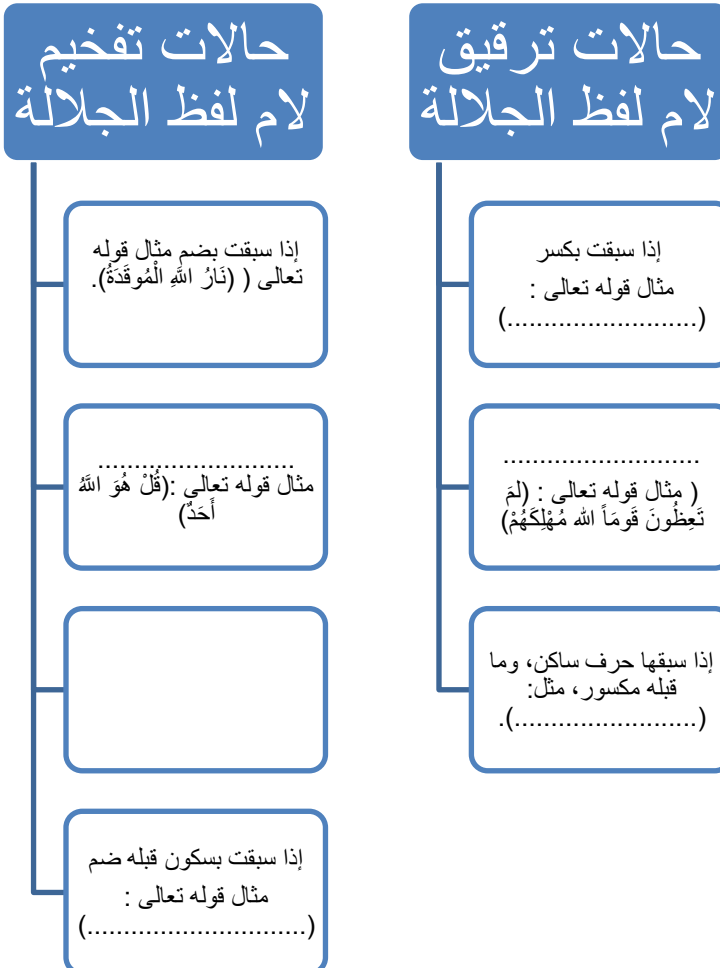 حالات ترقيق
لام لفظ الجلالة
إذا سبقت بكسر
مثال قوله تعالى :
(..........................)
...........................
( مثال قوله تعالى : (لمَ
تَعِظُونَ قَومَاً الله مُهْلِكَهُمْ)
إذا سبقها حرف ساكن، وما
قبله مكسور، مثل:
(.........................).
حالات تفخيم
لام لفظ الجلالة
إذا سبقت بضم مثال قوله
تعالى ( (نَارُ اللَّهِ الْمُوقَدَةُ).
..........................
مثال قوله تعالى :(قُلْ هُوَ اللَّهُ
أَحَدٌ)
إذا سبقت بسكون قبله ضم
مثال قوله تعالى :
(..............................)